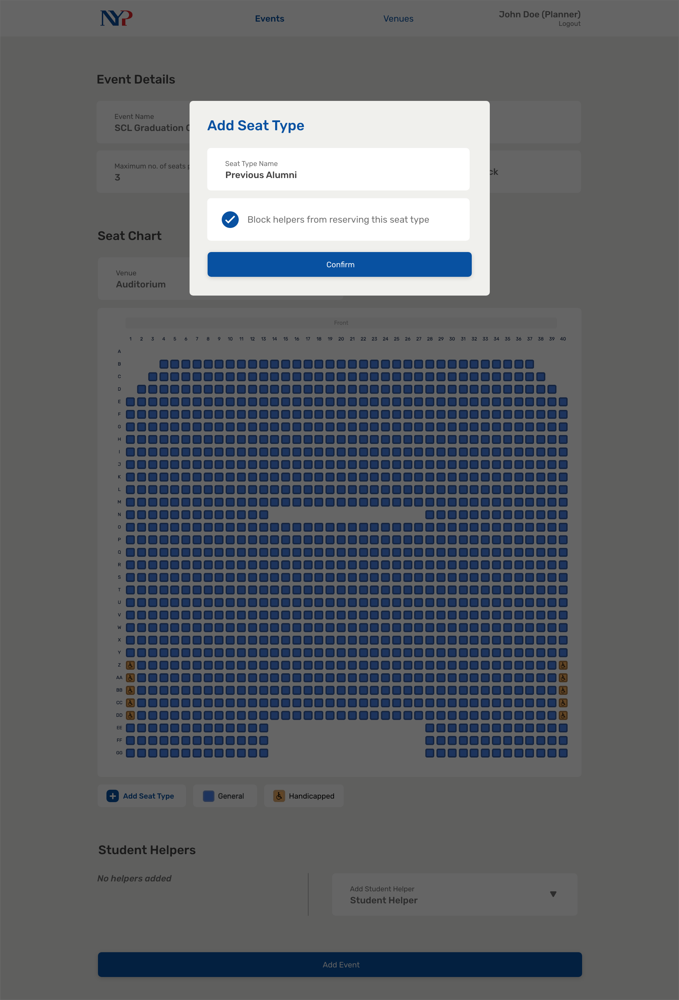 NYP
Events
Venues
John Doe (Planner)
Logout
Event Details
Event Name
SCL Graduation
Maximum no. of seats
3
ck
Add Seat Type
Seat Type Name
Previous Alumni
Block helpers from reserving this seat type
Confirm
Seat Chart
Venue
Auditorium
Front
1 2 3 4 5 6 7 8 9 10 11 12 13 14 15 16 17 18 19 20 21 22 23 24 25 26 27 28 29 30 31 32 33 34 35 36 37 38 39 40
A
B
C
D
E
F
G
H
I
J
K
L
M
N
O
P
Q
R
S
T
U
V
W
X
Y
Z
AA
BB
CC
DD
EE
FF
GG
Add Seat Type
General
Handicapped
Student Helpers
No helpers added
Add Student Helper
Student Helper
Add Event